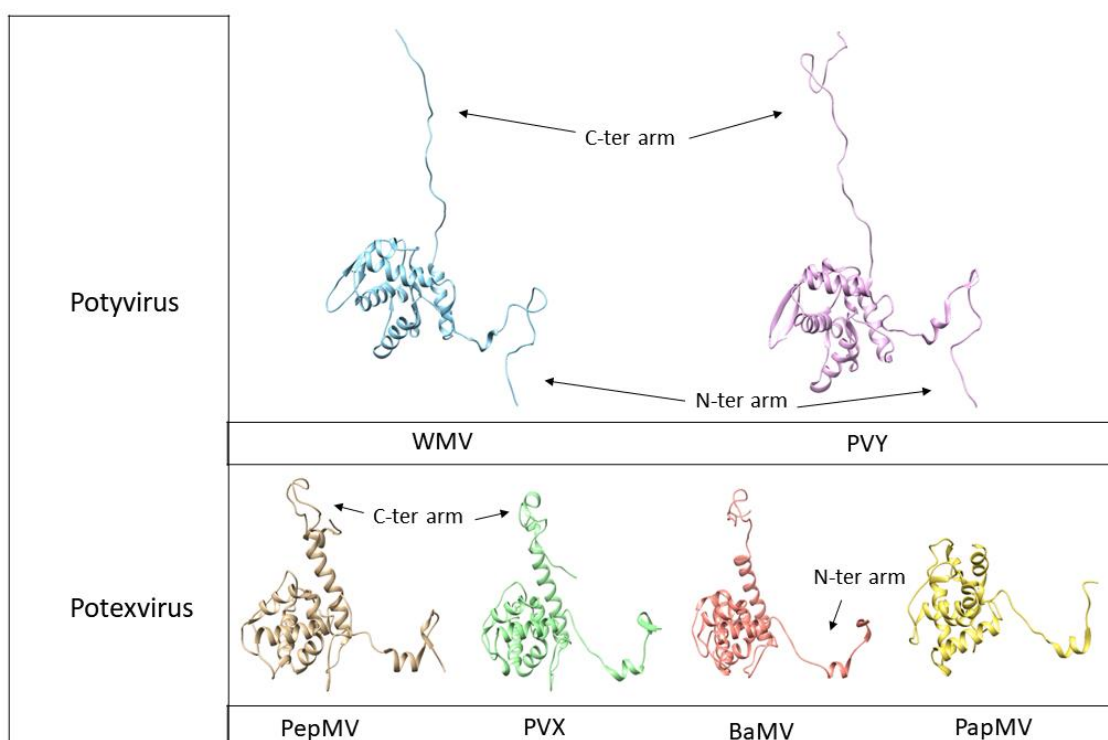 C-ter arm
Potyvirus
N-ter arm
WMV PVY
C-ter arm
N-ter arm
Potexvirus
PepMV PVX BaMV PapMV